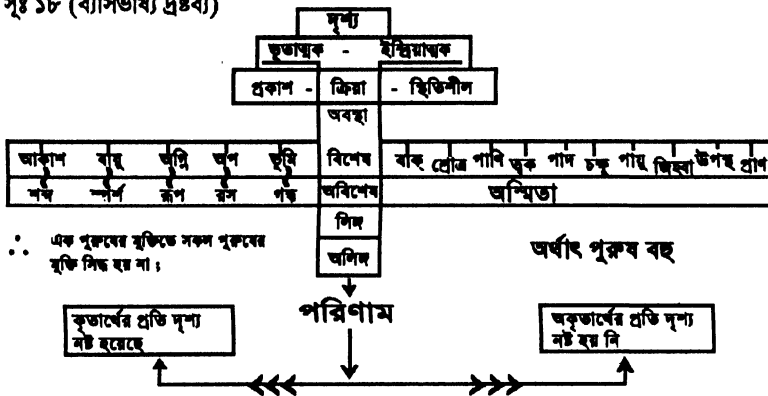 সূঃ ১৮ (ব্যাসভাষ্য দ্রষ্টব্য)
দৃশ্য
ভূতাত্মক - ইন্দ্রিয়াত্মক
প্রকাশ - ক্রিয়া - স্থিতিশীল
অবস্থা
আকাশ বায়ু অগ্নি অপ ভূমি বিশেষ বাক্ শ্রোত্র পাণি ত্বক পাদ চক্ষু পায়ু জিহ্বা উপস্থ প্রাণ
শব্দ স্পর্শ রূপ রস গন্ধ অবিশেষ অস্মিতা
লিঙ্গ
অলিঙ্গ
∴ এক পুরুষের মুক্তিতে সকল পুরুষের
মুক্তি সিদ্ধ হয় না ;
অর্থাৎ পুরুষ বহু
পরিণাম
কৃতার্থের প্রতি দৃশ্য
নষ্ট হয়েছে
অকৃতার্থের প্রতি দৃশ্য
নষ্ট হয় নি